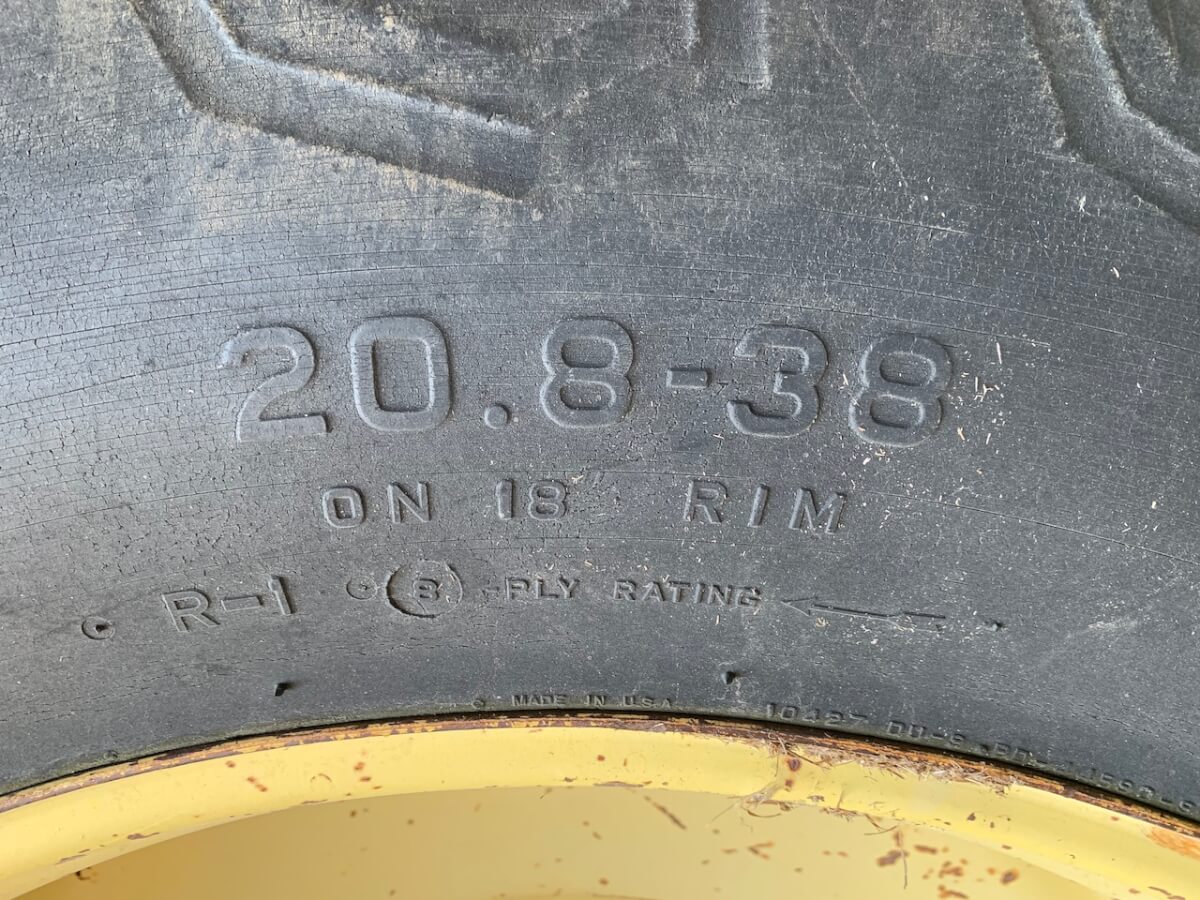 20.8-38
ON 18" RIM
R-1 8 -PLY RATING
MADE IN U.S.A